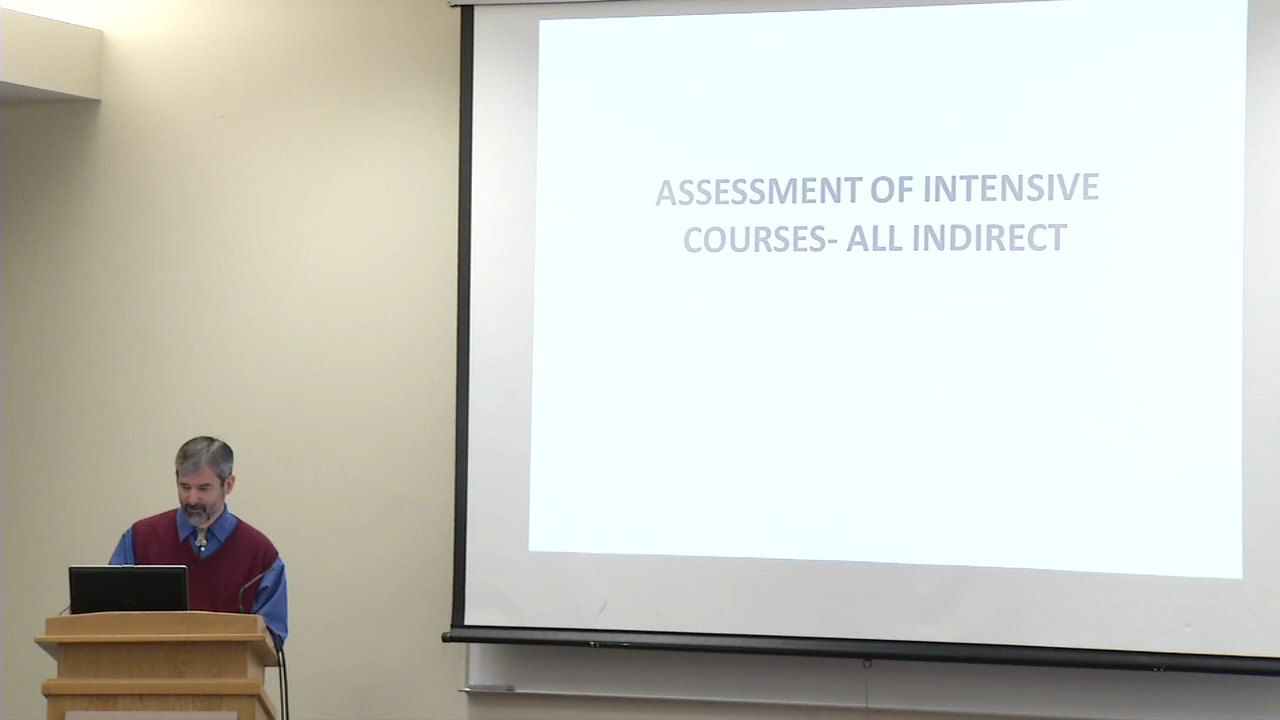 ASSESSMENT OF INTENSIVE
COURSES- ALL INDIRECT